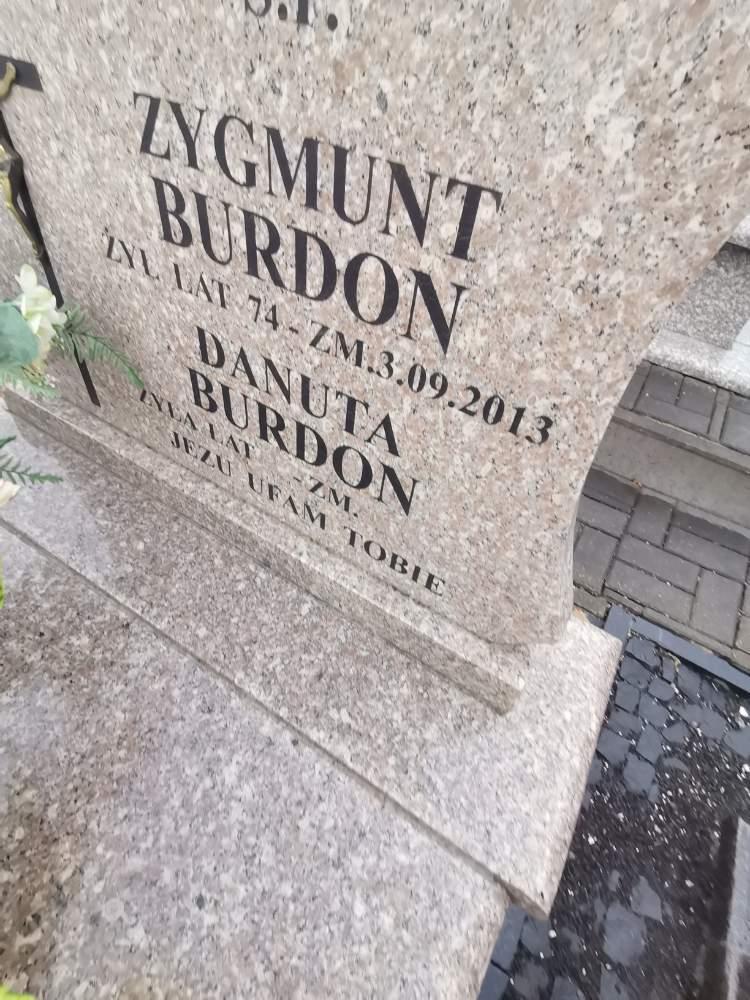 Ś.P.
ZYGMUNT
BURDON
ŻYŁ LAT 74 - ZM.3.09.2013
DANUTA
BURDON
ŻYŁA LAT - ZM.
JEZU UFAM TOBIE